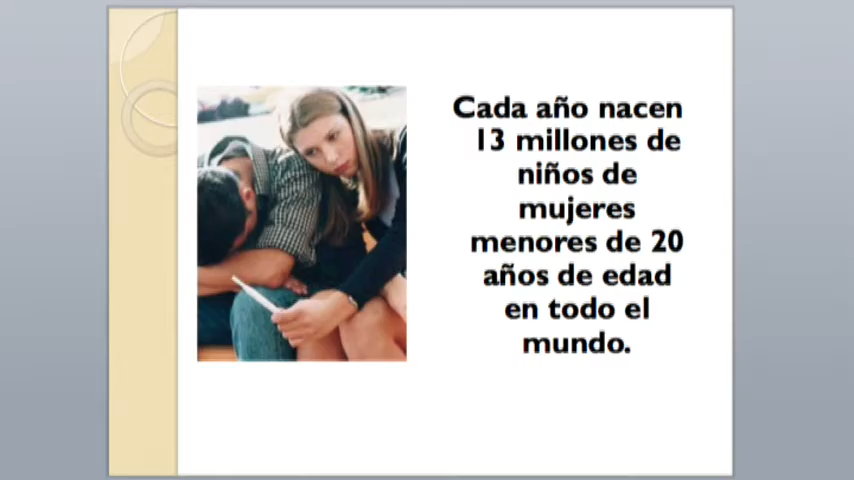 Cada año nacen
13 millones de
niños de
mujeres
menores de 20
años de edad
en todo el
mundo.